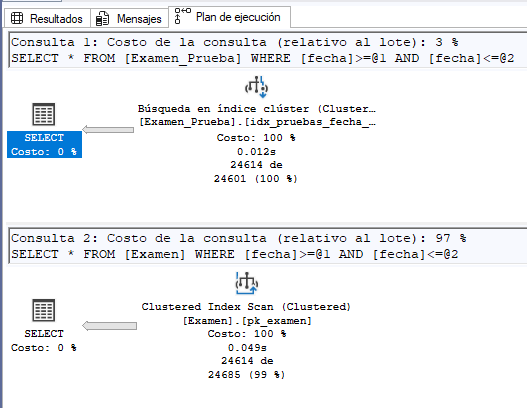 Resultados Mensajes Plan de ejecución
Consulta 1: Costo de la consulta (relativo al lote): 3 %
SELECT * FROM [Examen_Prueba] WHERE [fecha]>=@1 AND [fecha]<=@2
Búsqueda en índice clúster (Cluster…
[Examen_Prueba].[idx_pruebas_fecha_…
Costo: 100 %
0.012s
24614 de
24601 (100 %)
SELECT
Costo: 0 %
Consulta 2: Costo de la consulta (relativo al lote): 97 %
SELECT * FROM [Examen] WHERE [fecha]>=@1 AND [fecha]<=@2
Clustered Index Scan (Clustered)
[Examen].[pk_examen]
Costo: 100 %
0.049s
24614 de
24685 (99 %)
SELECT
Costo: 0 %